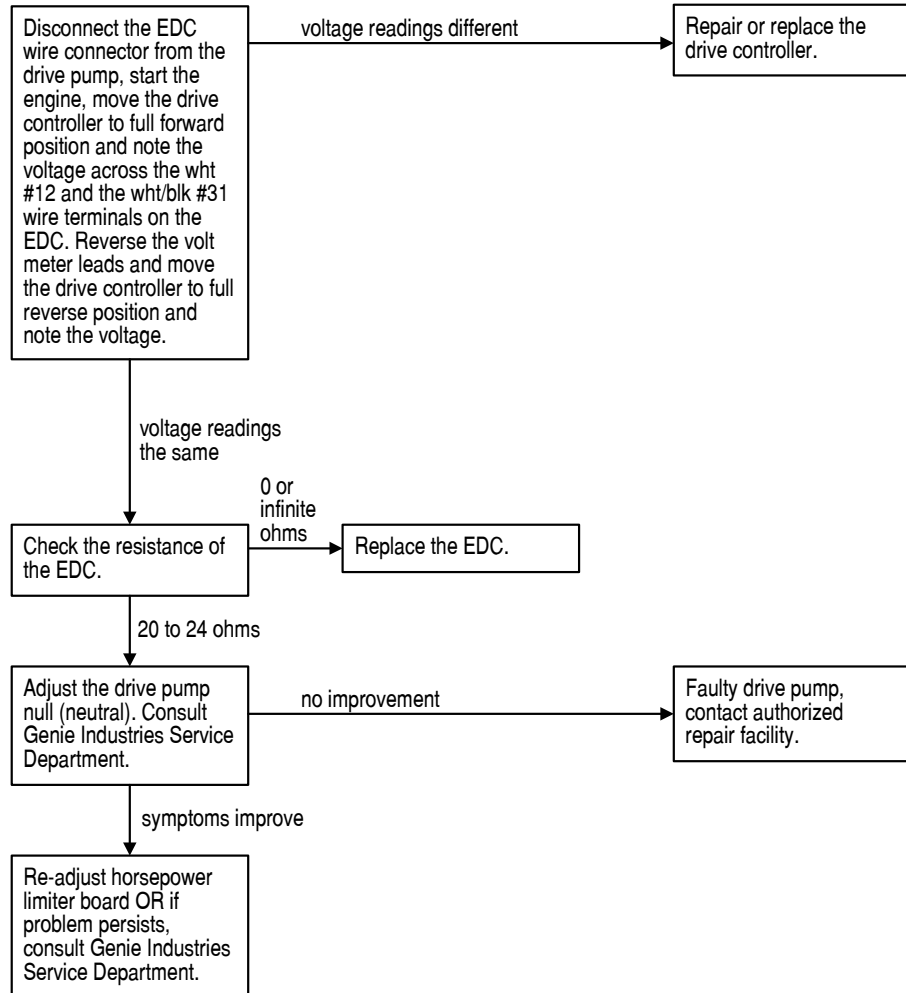 Disconnect the EDC
wire connector from the
drive pump, start the
engine, move the drive
controller to full forward
position and note the
voltage across the wht
#12 and the wht/blk #31
wire terminals on the
EDC. Reverse the volt
meter leads and move
the drive controller to full
reverse position and
note the voltage.
voltage readings different
Repair or replace the
drive controller.
voltage readings
the same
Check the resistance of
the EDC.
0 or
infinite
ohms
Replace the EDC.
20 to 24 ohms
Adjust the drive pump
null (neutral). Consult
Genie Industries Service
Department.
no improvement
Faulty drive pump,
contact authorized
repair facility.
symptoms improve
Re-adjust horsepower
limiter board OR if
problem persists,
consult Genie Industries
Service Department.